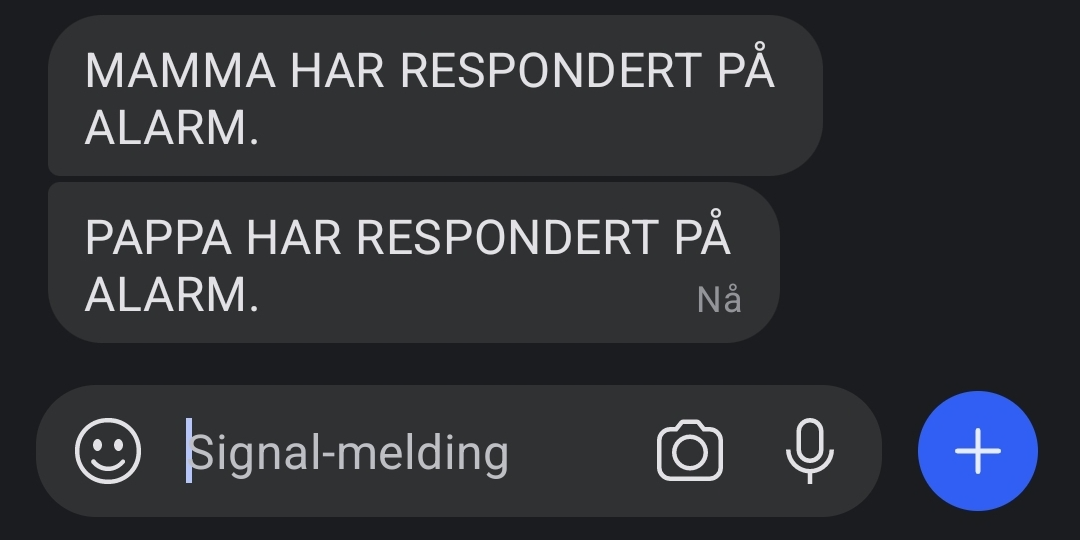 MAMMA HAR RESPONDERT PÅ
ALARM.
PAPPA HAR RESPONDERT PÅ
ALARM.
Nå
Signal-melding